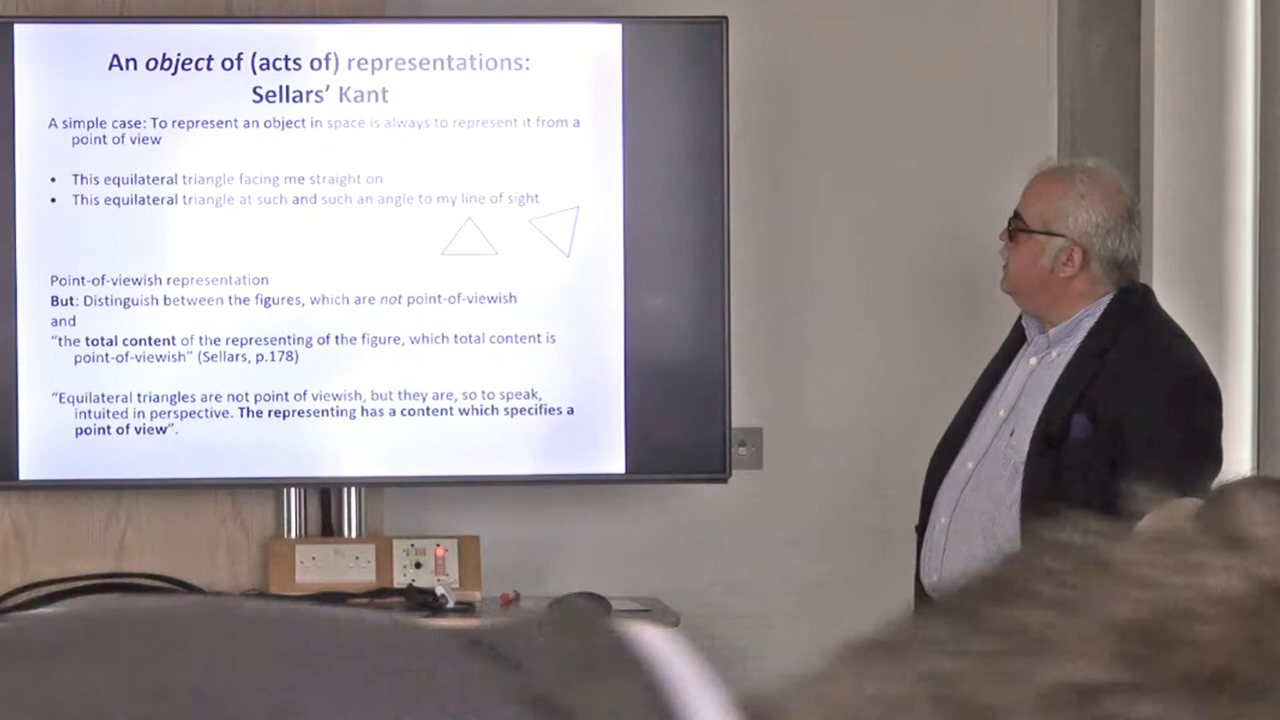 An object of (acts of) representations:
Sellars’ Kant
A simple case: To represent an object in space is always to represent it from a
point of view
• This equilateral triangle facing me straight on
• This equilateral triangle at such and such an angle to my line of sight
Point-of-viewish representation
But: Distinguish between the figures, which are not point-of-viewish
and
“the total content of the representing of the figure, which total content is
point-of-viewish” (Sellars, p.178)
“Equilateral triangles are not point of viewish, but they are, so to speak,
intuited in perspective. The representing has a content which specifies a
point of view”.